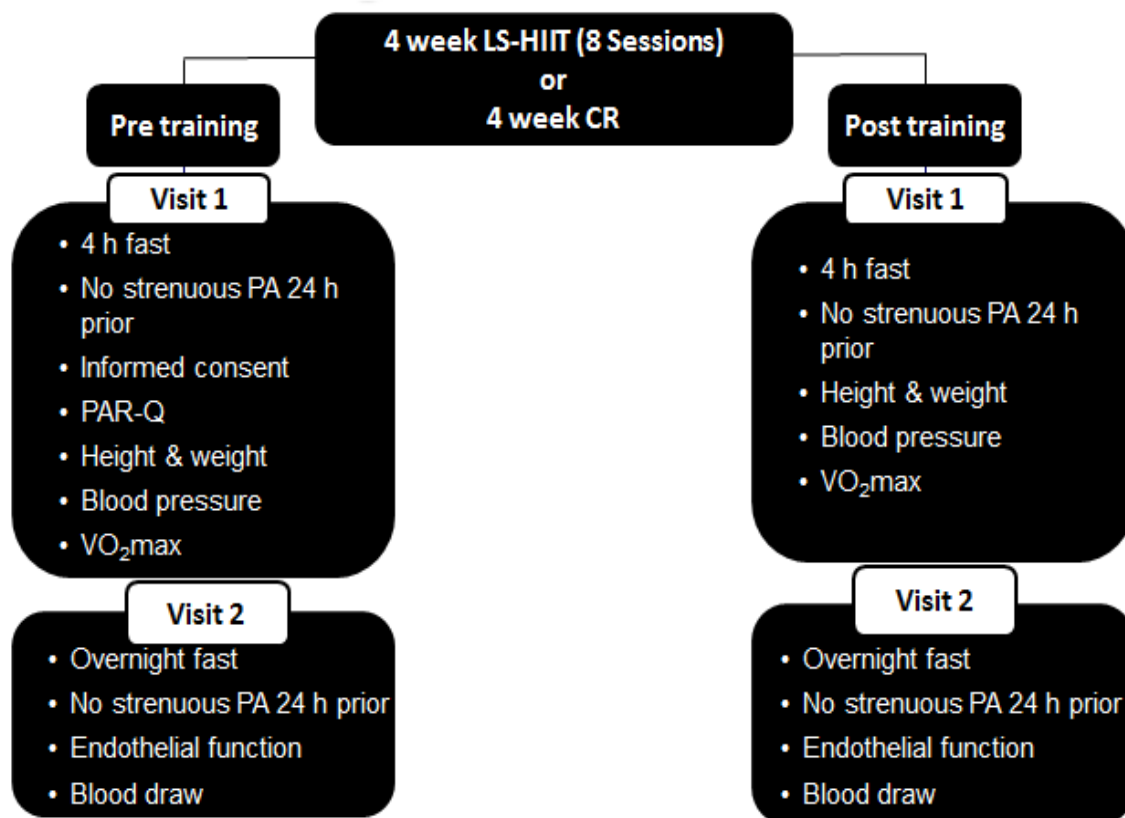 4 week LS-HIIT (8 Sessions)
or
4 week CR
Pre training
Visit 1
• 4 h fast
• No strenuous PA 24 h
prior
• Informed consent
• PAR-Q
• Height & weight
• Blood pressure
• VO₂max
Visit 2
• Overnight fast
• No strenuous PA 24 h prior
• Endothelial function
• Blood draw
Post training
Visit 1
• 4 h fast
• No strenuous PA 24 h
prior
• Height & weight
• Blood pressure
• VO₂max
Visit 2
• Overnight fast
• No strenuous PA 24 h prior
• Endothelial function
• Blood draw